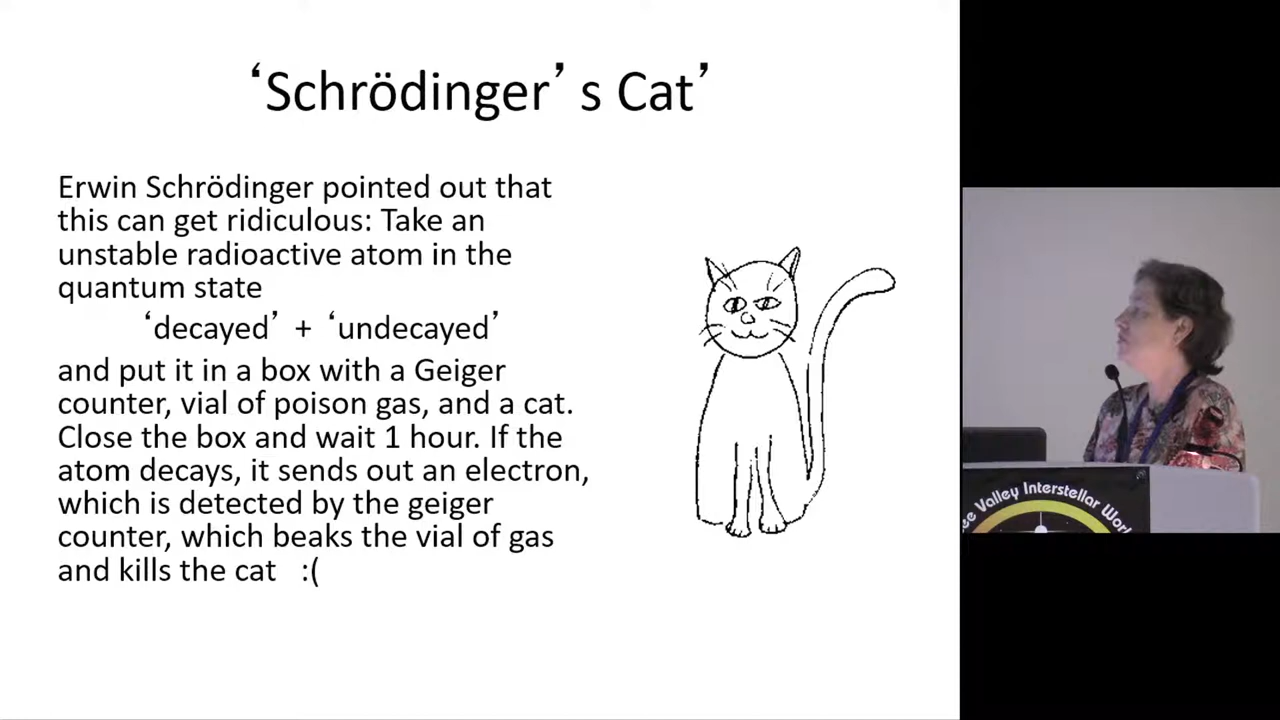 ‘Schrödinger’s Cat’
Erwin Schrödinger pointed out that
this can get ridiculous: Take an
unstable radioactive atom in the
quantum state
‘decayed’ + ‘undecayed’
and put it in a box with a Geiger
counter, vial of poison gas, and a cat.
Close the box and wait 1 hour. If the
atom decays, it sends out an electron,
which is detected by the geiger
counter, which beaks the vial of gas
and kills the cat :(
Valley Interstellar